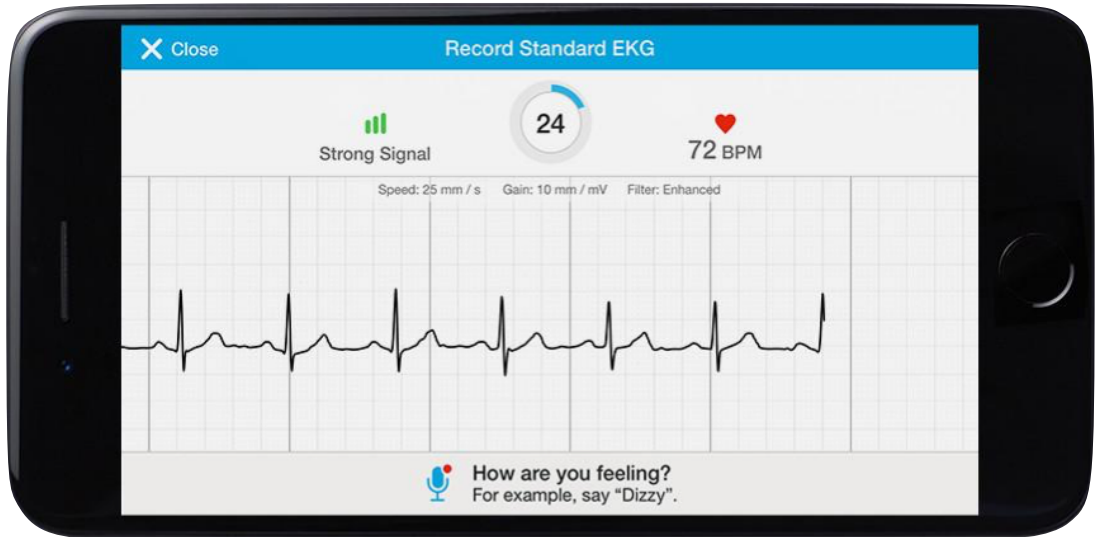 Close
Record Standard EKG
24
Strong Signal
72 BPM
Speed: 25 mm / s Gain: 10 mm / mV Filter: Enhanced
How are you feeling?
For example, say “Dizzy”.